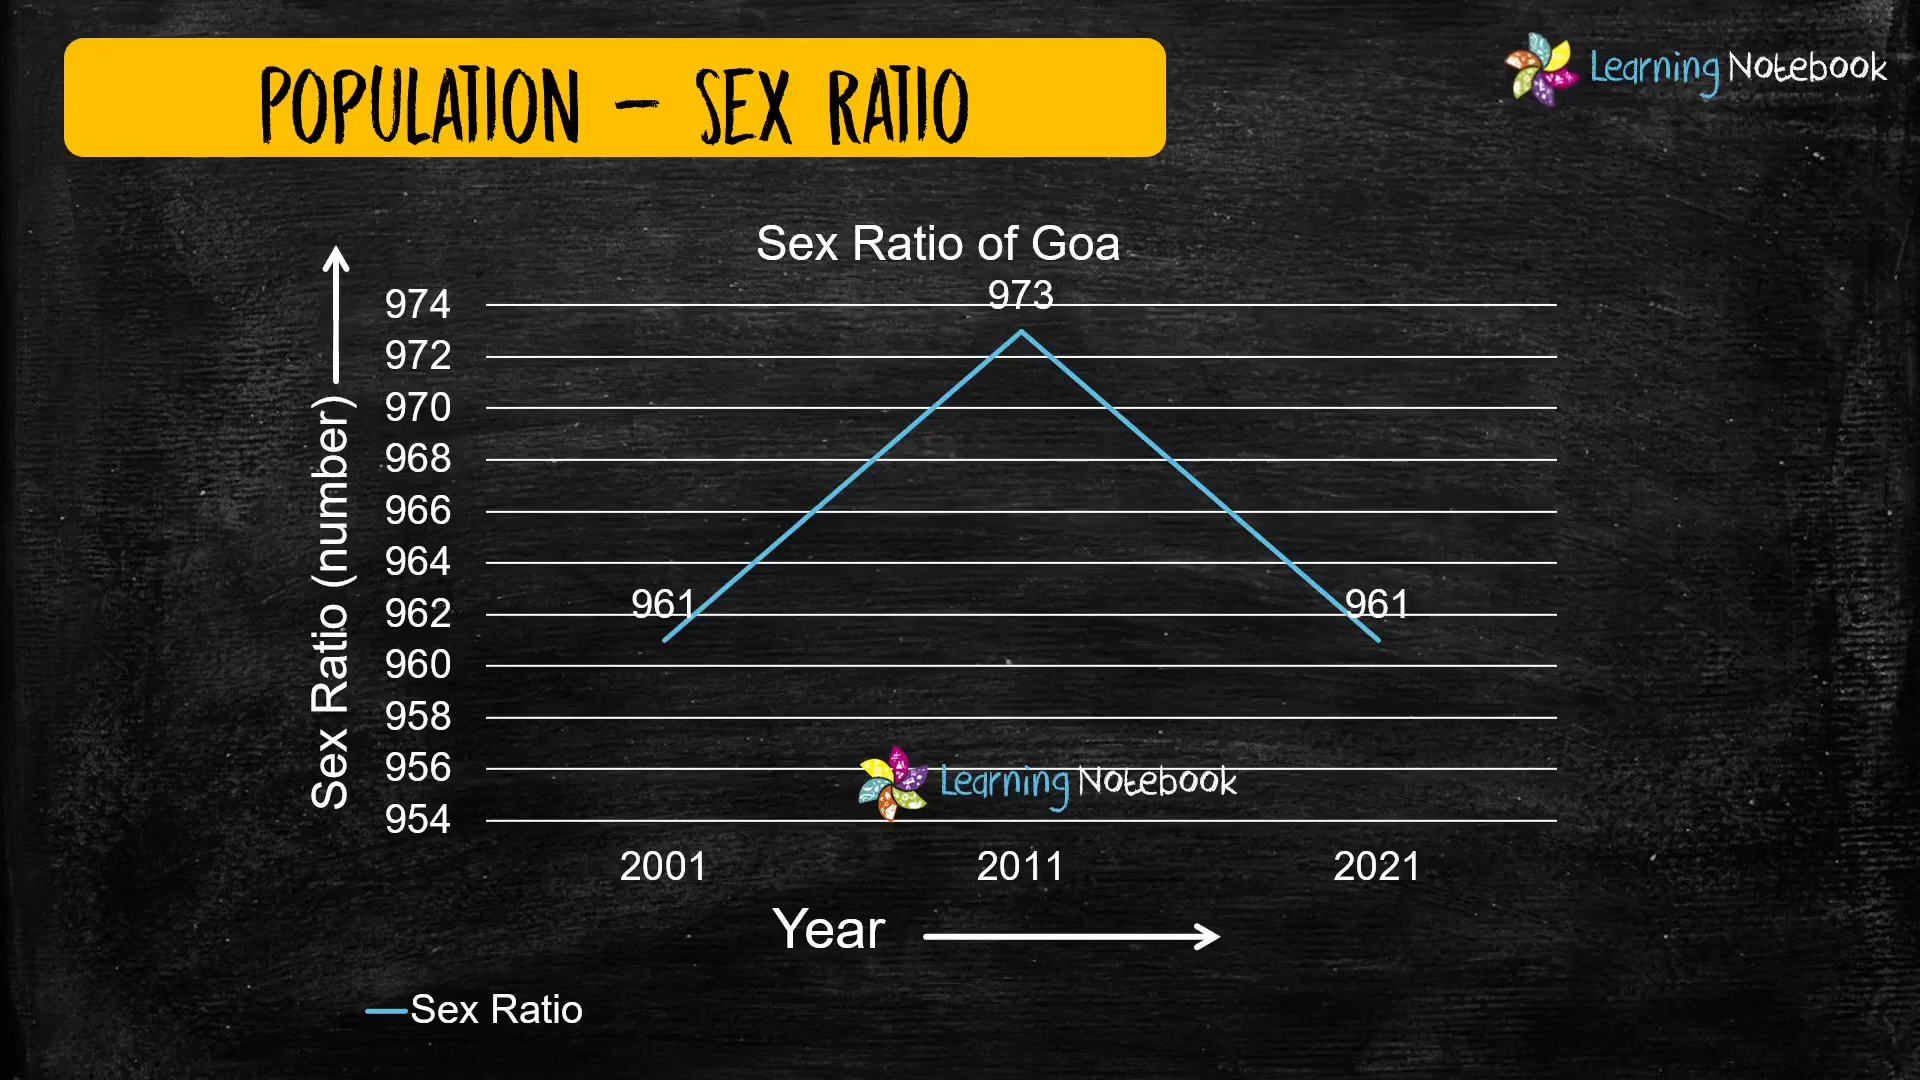 POPULATION – SEX RATIO
Learning Notebook
Sex Ratio of Goa
Sex Ratio (number)
974
972
970
968
966
964
962
960
958
956
954
961
973
961
Learning Notebook
2001 2011 2021
Year
Sex Ratio